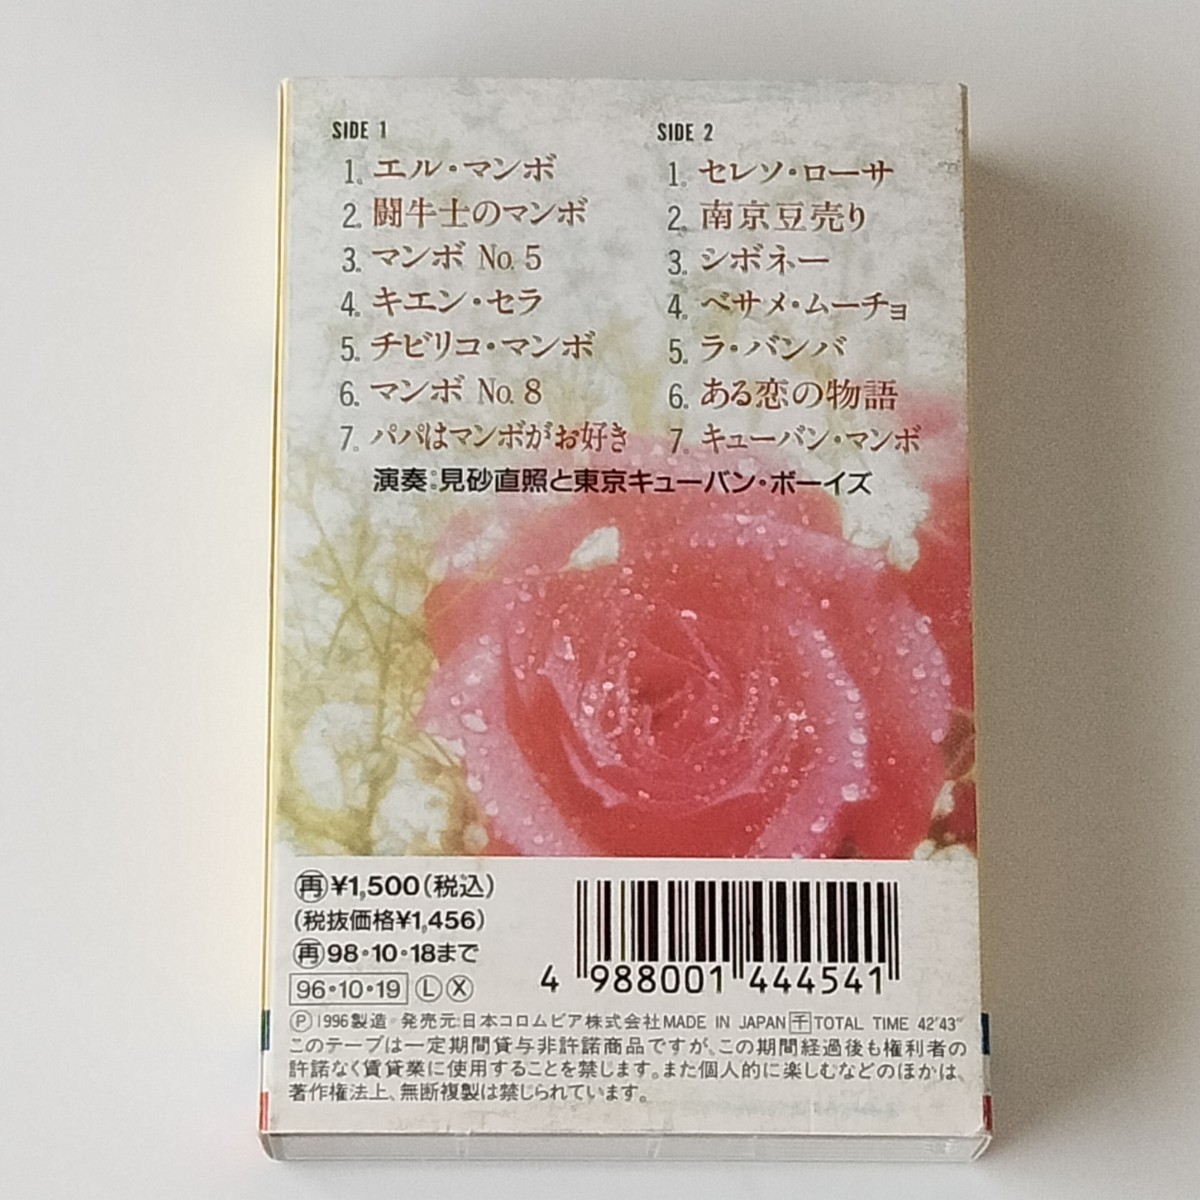 SIDE 1
1. エル・マンボ
2. 闘牛士のマンボ
3. マンボ No. 5
4. キエン・セラ
5. チビリコ・マンボ
6. マンボ No. 8
7. パパはマンボがお好き
SIDE 2
1. セレソ・ローサ
2. 南京豆売り
3. シボネー
4. ベサメ・ムーチョ
5. ラ・バンバ
6. ある恋の物語
7. キューバン・マンボ
演奏:見砂直照と東京キューバン・ボーイズ
再 ¥1,500(税込)
(税抜価格¥1,456)
再 98・10・18まで
96・10・19 L X
4 988001 444541
Ⓟ1996製造・発売元:日本コロムビア株式会社MADE IN JAPAN 千 TOTAL TIME 42'43"
このテープは一定期間貸与非許諾商品ですが、この期間経過後も権利者の
許諾なく賃貸業に使用することを禁じます。また個人的に楽しむなどのほかは、
著作権法上、無断複製は禁じられています。